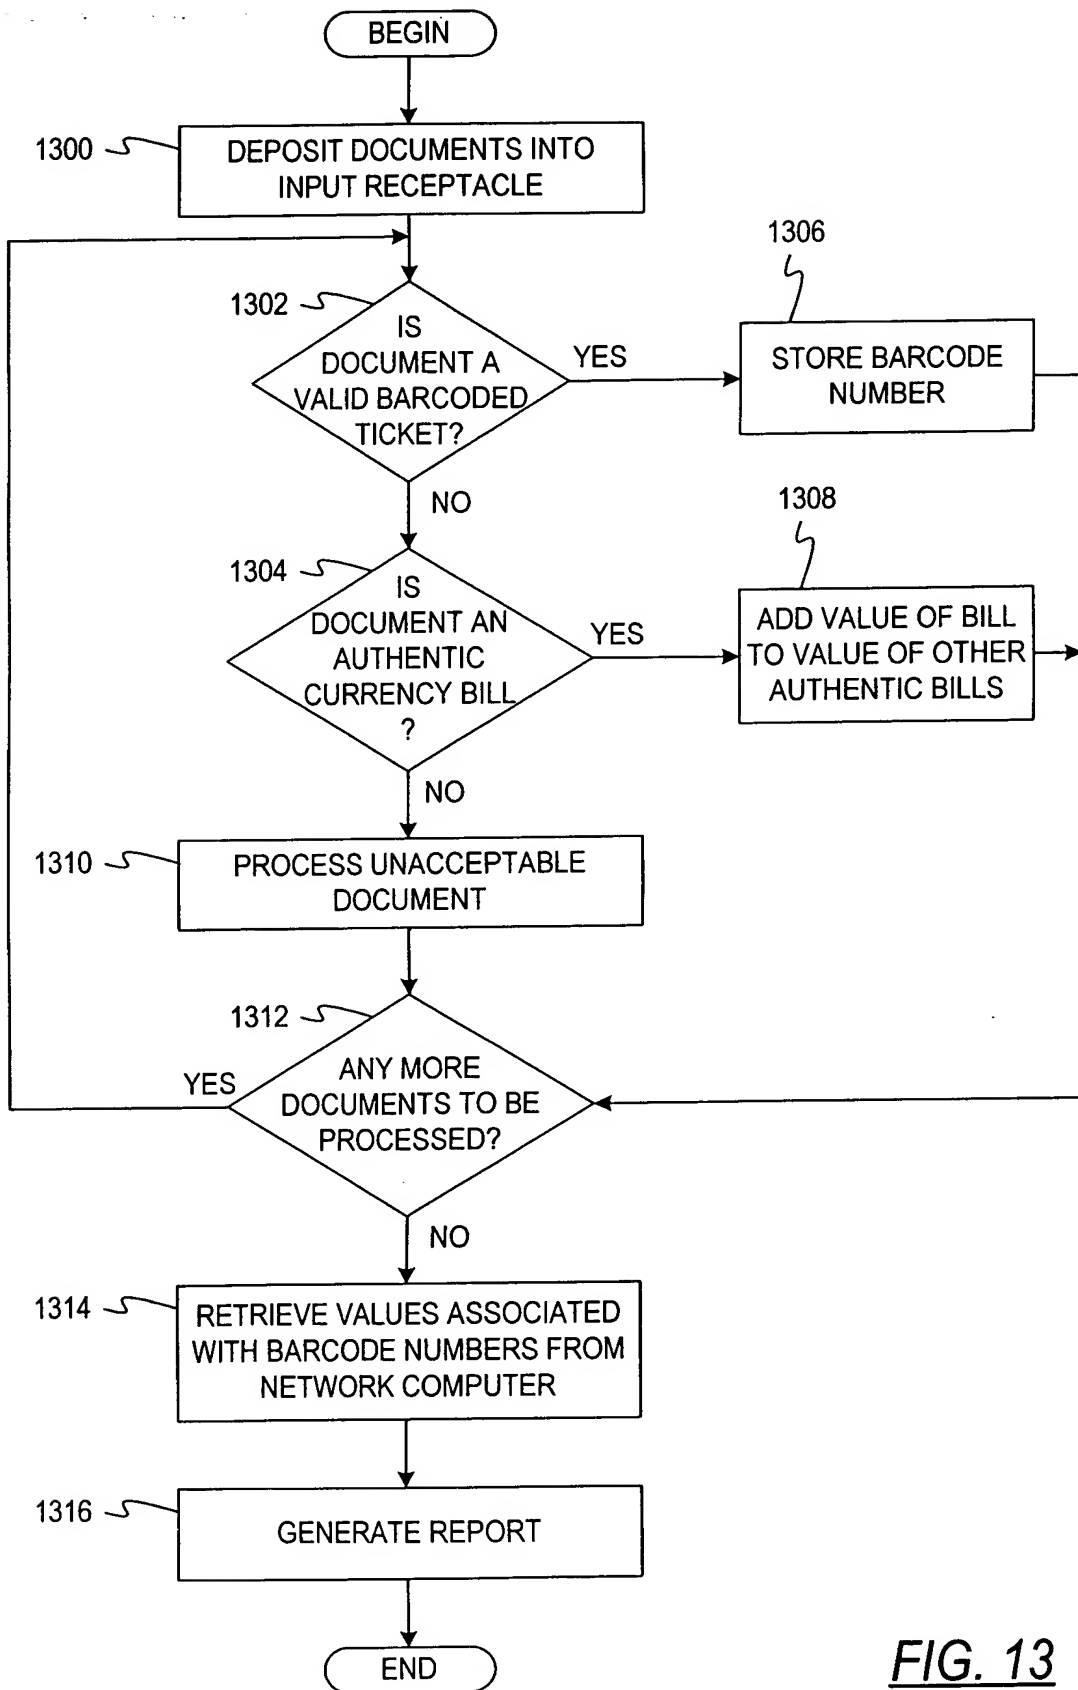 BEGIN
1300
DEPOSIT DOCUMENTS INTO
INPUT RECEPTACLE
1302
IS
DOCUMENT A
VALID BARCODED
TICKET?
YES
1306
STORE BARCODE
NUMBER
NO
1304
IS
DOCUMENT AN
AUTHENTIC
CURRENCY BILL
?
YES
1308
ADD VALUE OF BILL
TO VALUE OF OTHER
AUTHENTIC BILLS
NO
1310
PROCESS UNACCEPTABLE
DOCUMENT
1312
ANY MORE
DOCUMENTS TO BE
PROCESSED?
YES
NO
1314
RETRIEVE VALUES ASSOCIATED
WITH BARCODE NUMBERS FROM
NETWORK COMPUTER
1316
GENERATE REPORT
END
FIG. 13